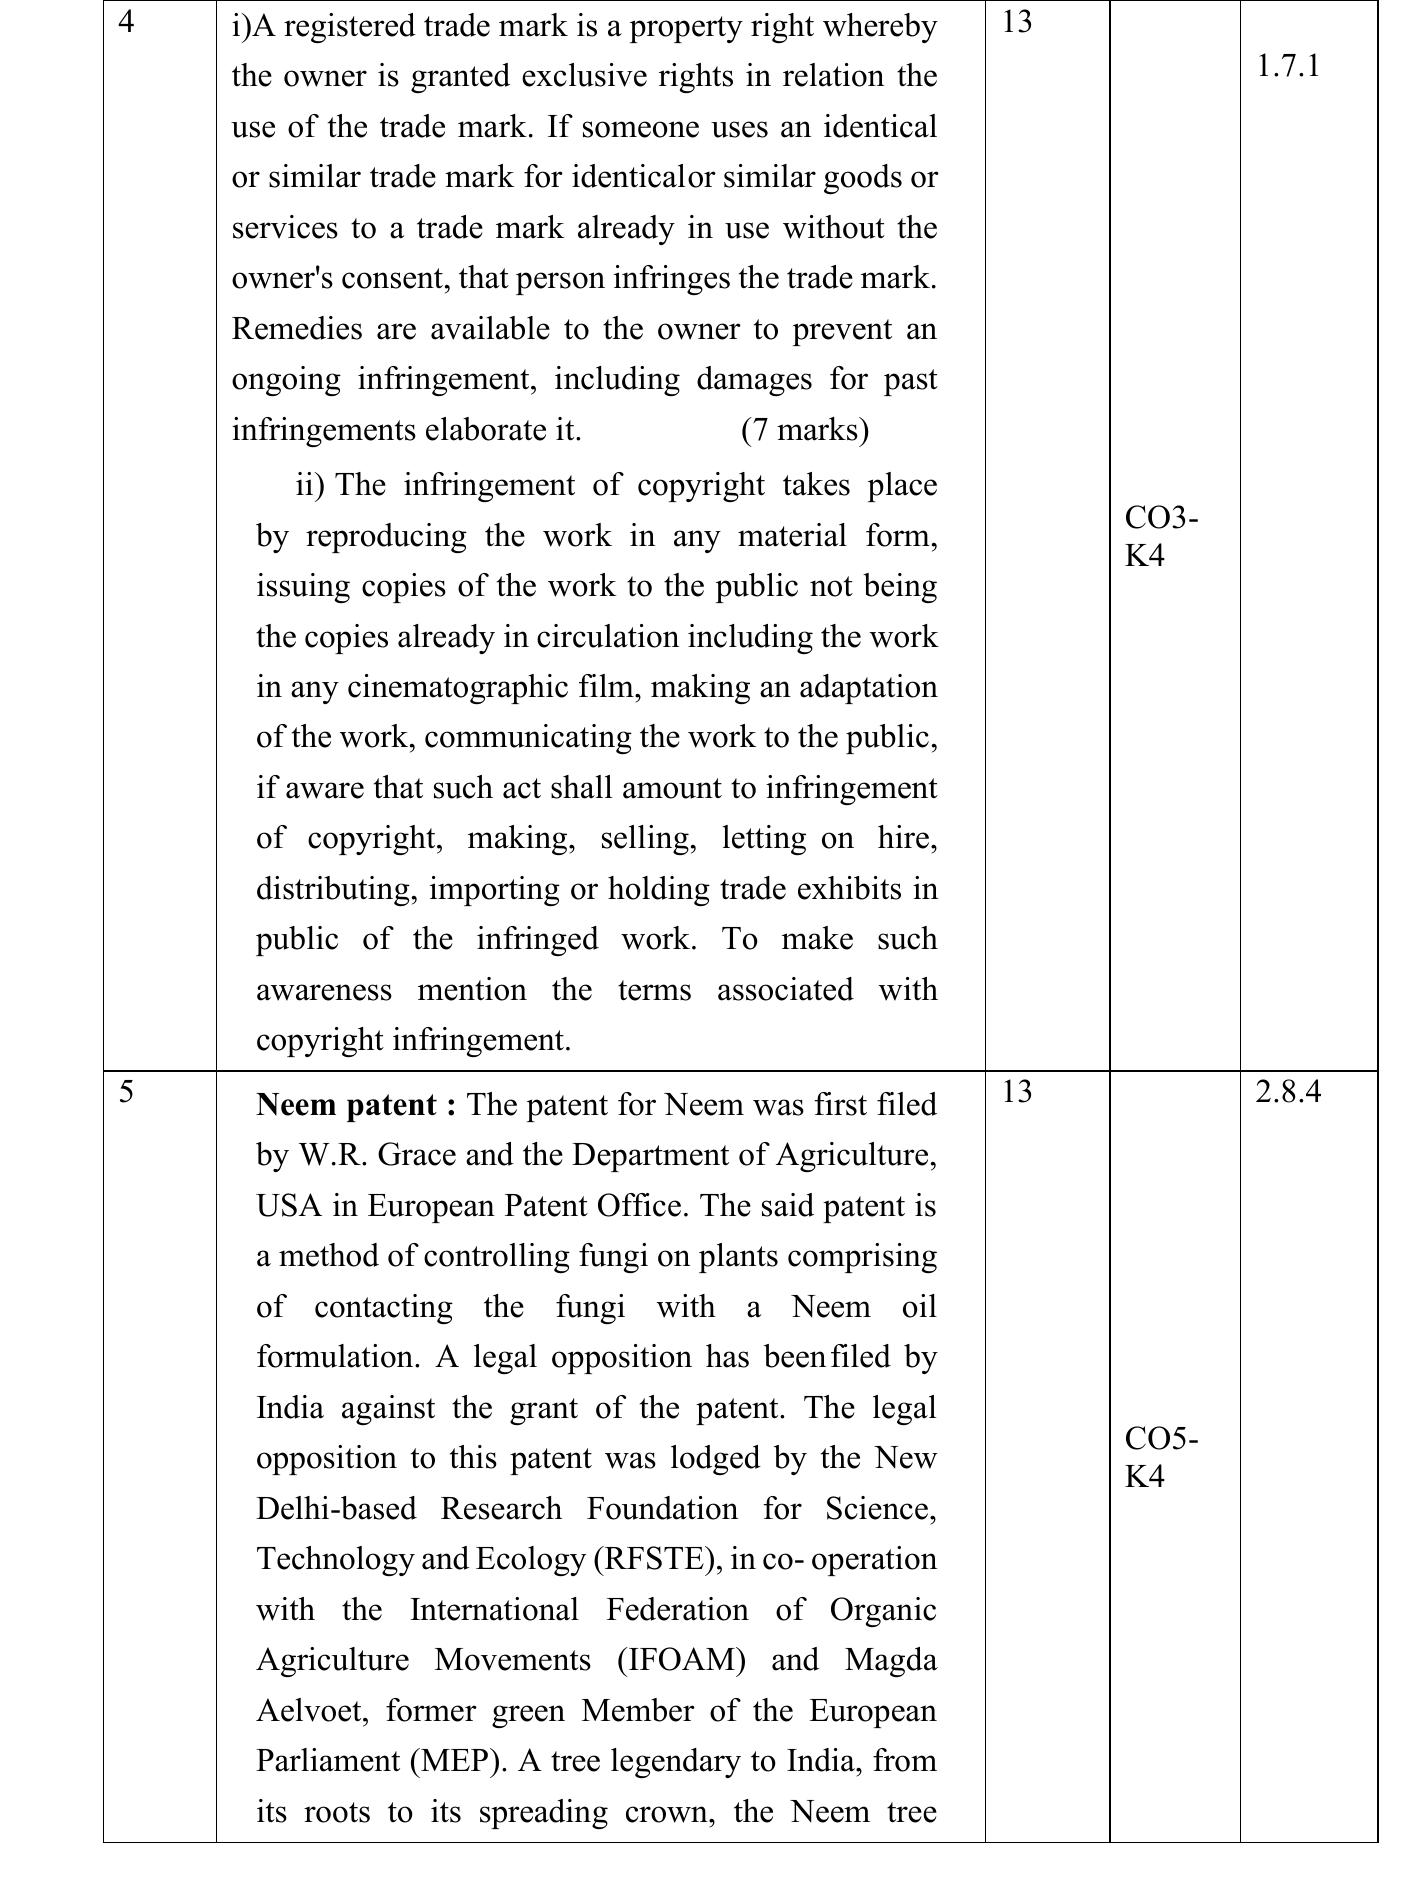 4
i)A registered trade mark is a property right whereby
the owner is granted exclusive rights in relation the
use of the trade mark. If someone uses an identical
or similar trade mark for identicalor similar goods or
services to a trade mark already in use without the
owner's consent, that person infringes the trade mark.
Remedies are available to the owner to prevent an
ongoing infringement, including damages for past
infringements elaborate it. (7 marks)
ii) The infringement of copyright takes place
by reproducing the work in any material form,
issuing copies of the work to the public not being
the copies already in circulation including the work
in any cinematographic film, making an adaptation
of the work, communicating the work to the public,
if aware that such act shall amount to infringement
of copyright, making, selling, letting on hire,
distributing, importing or holding trade exhibits in
public of the infringed work. To make such
awareness mention the terms associated with
copyright infringement.
13
CO3-
K4
1.7.1
5
Neem patent : The patent for Neem was first filed
by W.R. Grace and the Department of Agriculture,
USA in European Patent Office. The said patent is
a method of controlling fungi on plants comprising
of contacting the fungi with a Neem oil
formulation. A legal opposition has been filed by
India against the grant of the patent. The legal
opposition to this patent was lodged by the New
Delhi-based Research Foundation for Science,
Technology and Ecology (RFSTE), in co- operation
with the International Federation of Organic
Agriculture Movements (IFOAM) and Magda
Aelvoet, former green Member of the European
Parliament (MEP). A tree legendary to India, from
its roots to its spreading crown, the Neem tree
13
CO5-
K4
2.8.4